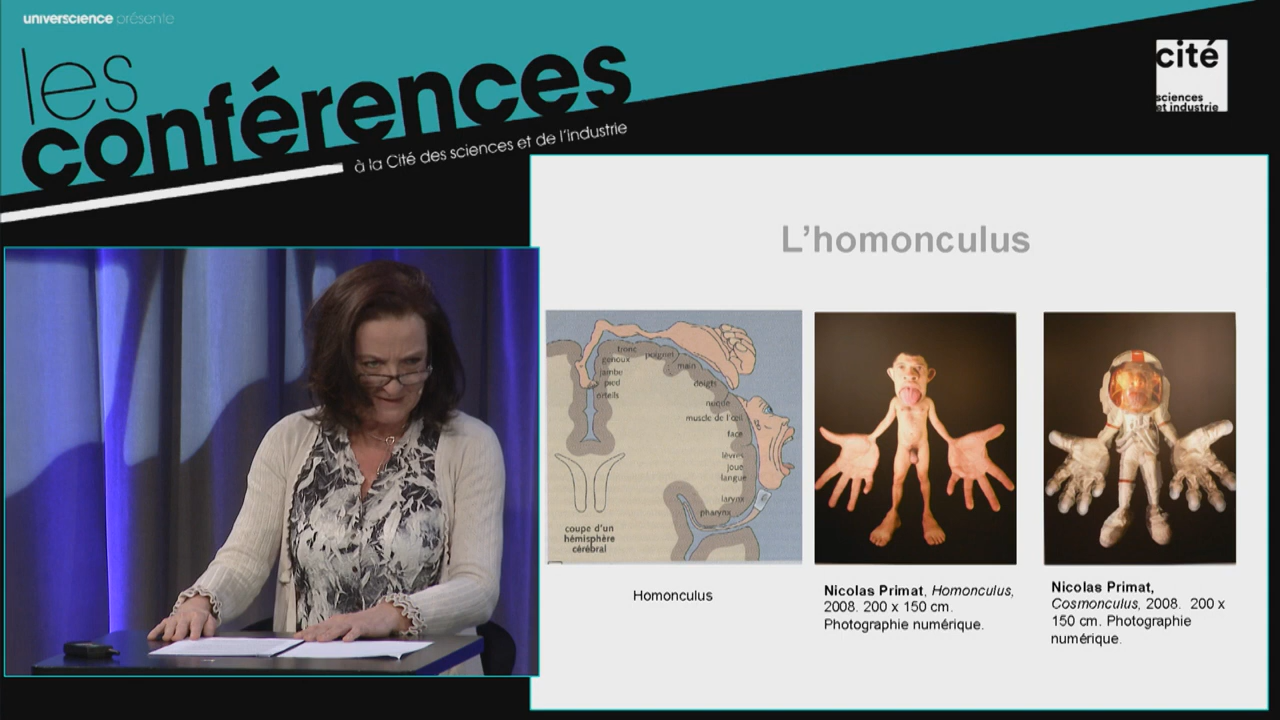 universcience présente
les
conférences
à la Cité des sciences et de l'industrie
cité
sciences
et industrie
L'homonculus
tronc
genoux
poignet
jambe
main
pied
doigts
orteils
nuque
muscle de l'œil
face
lèvres
joue
langue
larynx
pharynx
coupe d'un
hémisphère
cérébral
Homonculus
Nicolas Primat, Homonculus,
2008. 200 x 150 cm.
Photographie numérique.
Nicolas Primat,
Cosmonculus, 2008. 200 x
150 cm. Photographie
numérique.